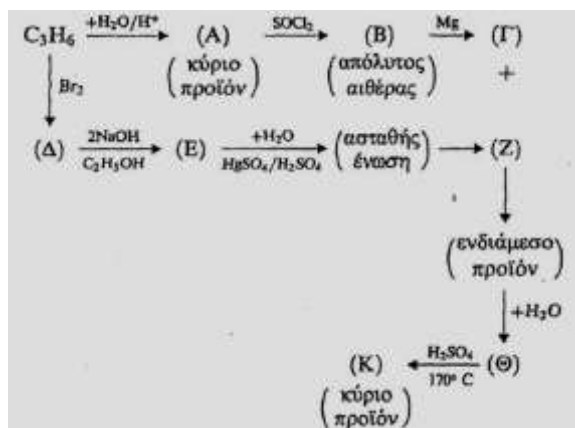 C₃H₆ +H₂O/H⁺ (A) SOCl₂ (B) Mg (Γ)
(κύριο προϊόν) (απόλυτος αιθέρας) +
Br₂
(Δ) 2NaOH C₂H₅OH (E) +H₂O HgSO₄/H₂SO₄ (ασταθής ένωση) (Z)
(ενδιάμεσο προϊόν)
+H₂O
(K) H₂SO₄ 170° C (Θ)
(κύριο προϊόν)